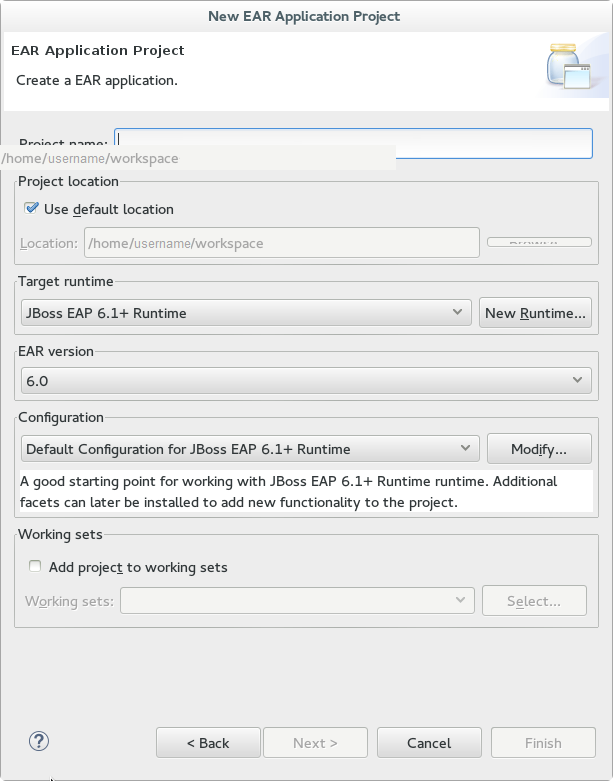 New EAR Application Project
EAR Application Project
Create a EAR application.
Project name:
/home/username/workspace
Project location
Use default location
Location: /home/username/workspace
Target runtime
JBoss EAP 6.1+ Runtime New Runtime...
EAR version
6.0
Configuration
Default Configuration for JBoss EAP 6.1+ Runtime Modify...
A good starting point for working with JBoss EAP 6.1+ Runtime runtime. Additional
facets can later be installed to add new functionality to the project.
Working sets
Add project to working sets
Working sets: Select...
? < Back Next > Cancel Finish